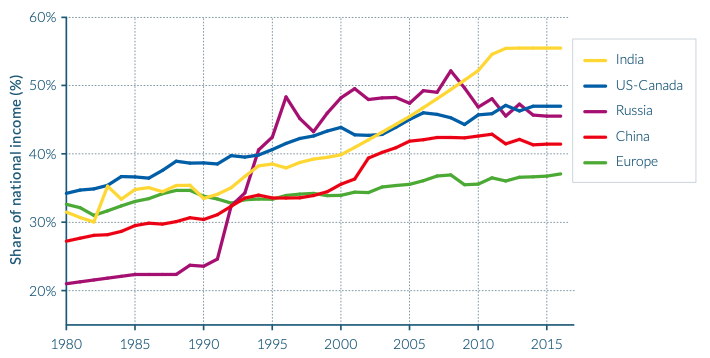 60%
50%
40%
30%
20%
Share of national income (%)
1980 1985 1990 1995 2000 2005 2010 2015
India
US-Canada
Russia
China
Europe